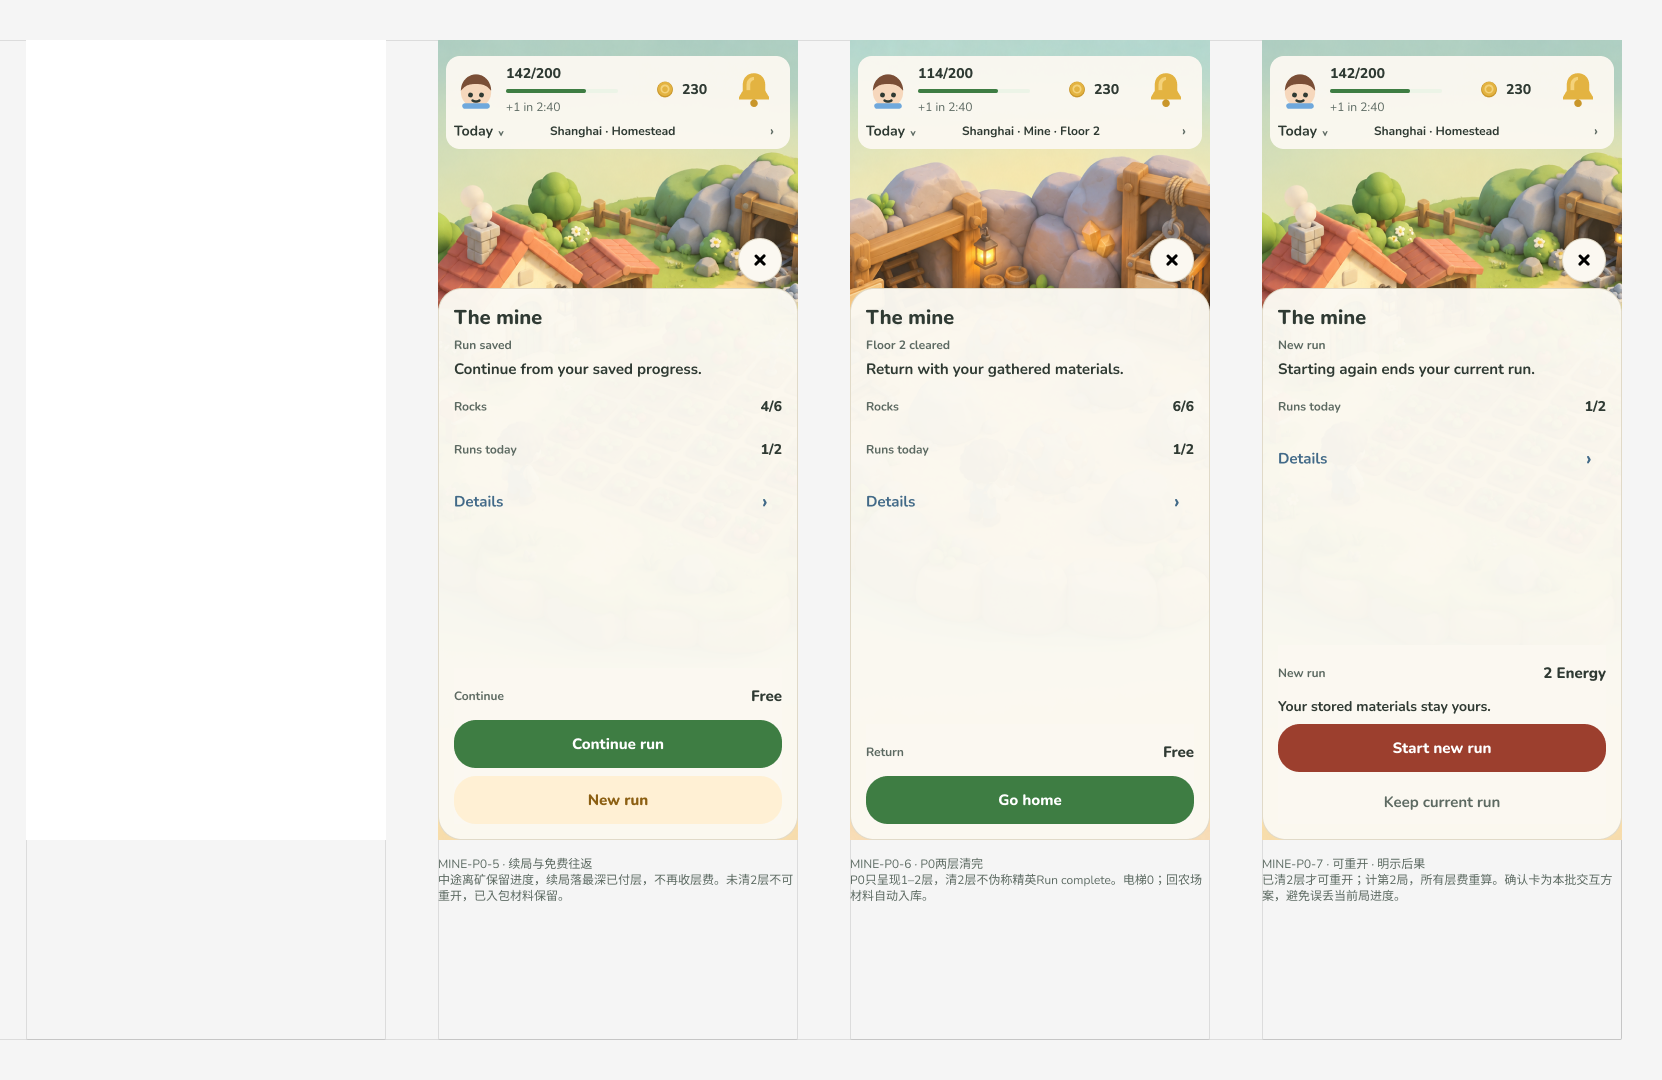 142/200
230
+1 in 2:40
Today ∨
Shanghai · Homestead
›
The mine
Run saved
Continue from your saved progress.
Rocks
4/6
Runs today
1/2
Details
›
Continue
Free
Continue run
New run
MINE-P0-5 · 续局与免费往返
中途离矿保留进度，续局落最深已付层，不再收层费。未清2层不可
重开，已入包材料保留。
114/200
230
+1 in 2:40
Today ∨
Shanghai · Mine · Floor 2
›
The mine
Floor 2 cleared
Return with your gathered materials.
Rocks
6/6
Runs today
1/2
Details
›
Return
Free
Go home
MINE-P0-6 · P0两层清完
P0只呈现1–2层，清2层不伪称精英Run complete。电梯0；回农场
材料自动入库。
142/200
230
+1 in 2:40
Today ∨
Shanghai · Homestead
›
The mine
New run
Starting again ends your current run.
Runs today
1/2
Details
›
New run
2 Energy
Your stored materials stay yours.
Start new run
Keep current run
MINE-P0-7 · 可重开 · 明示后果
已清2层才可重开；计第2局，所有层费重算。确认卡为本批交互方
案，避免误丢当前局进度。